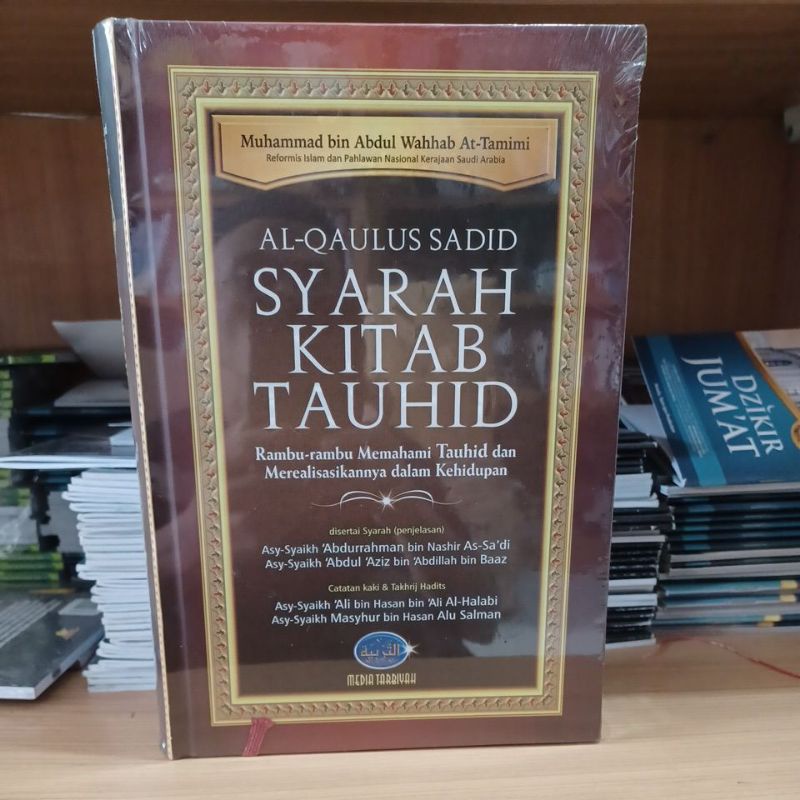 Muhammad bin Abdul Wahhab At-Tamimi
Reformis Islam dan Pahlawan Nasional Kerajaan Saudi Arabia
AL-QAULUS SADID
SYARAH
KITAB
TAUHID
Rambu-rambu Memahami Tauhid dan
Merealisasikannya dalam Kehidupan
disertai Syarah (penjelasan)
Asy-Syaikh 'Abdurrahman bin Nashir As-Sa'di
Asy-Syaikh 'Abdul 'Aziz bin 'Abdillah bin Baaz
Catatan kaki & Takhrij Hadits
Asy-Syaikh 'Ali bin Hasan bin 'Ali Al-Halabi
Asy-Syaikh Masyhur bin Hasan Alu Salman
التربية
MEDIA TARBIYAH
DZIKIR
JUM'AT